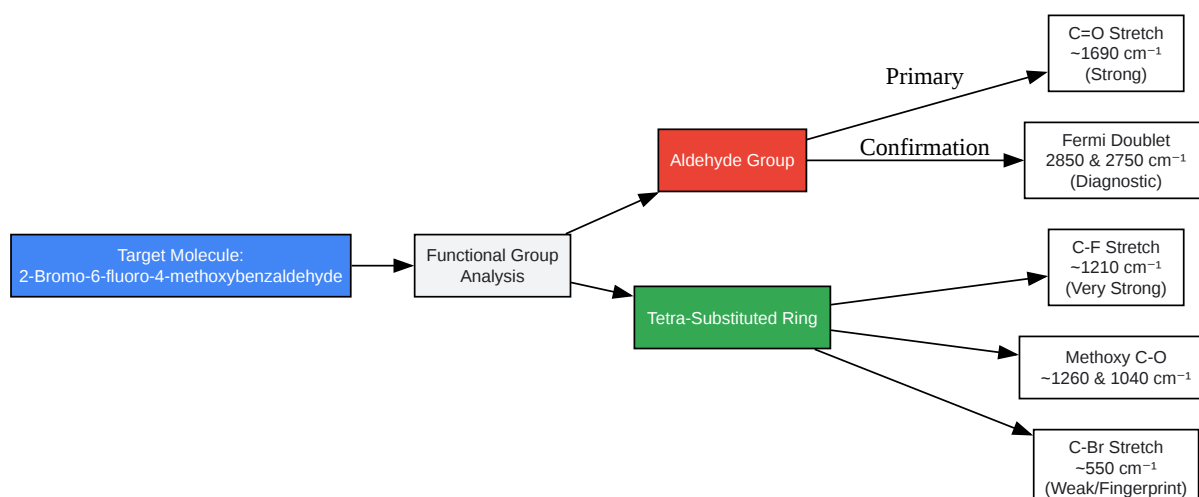 Target Molecule:
2-Bromo-6-fluoro-4-methoxybenzaldehyde
Functional Group
Analysis
Aldehyde Group
Tetra-Substituted Ring
Primary
Confirmation
C=O Stretch
~1690 cm⁻¹
(Strong)
Fermi Doublet
2850 & 2750 cm⁻¹
(Diagnostic)
C-F Stretch
~1210 cm⁻¹
(Very Strong)
Methoxy C-O
~1260 & 1040 cm⁻¹
C-Br Stretch
~550 cm⁻¹
(Weak/Fingerprint)